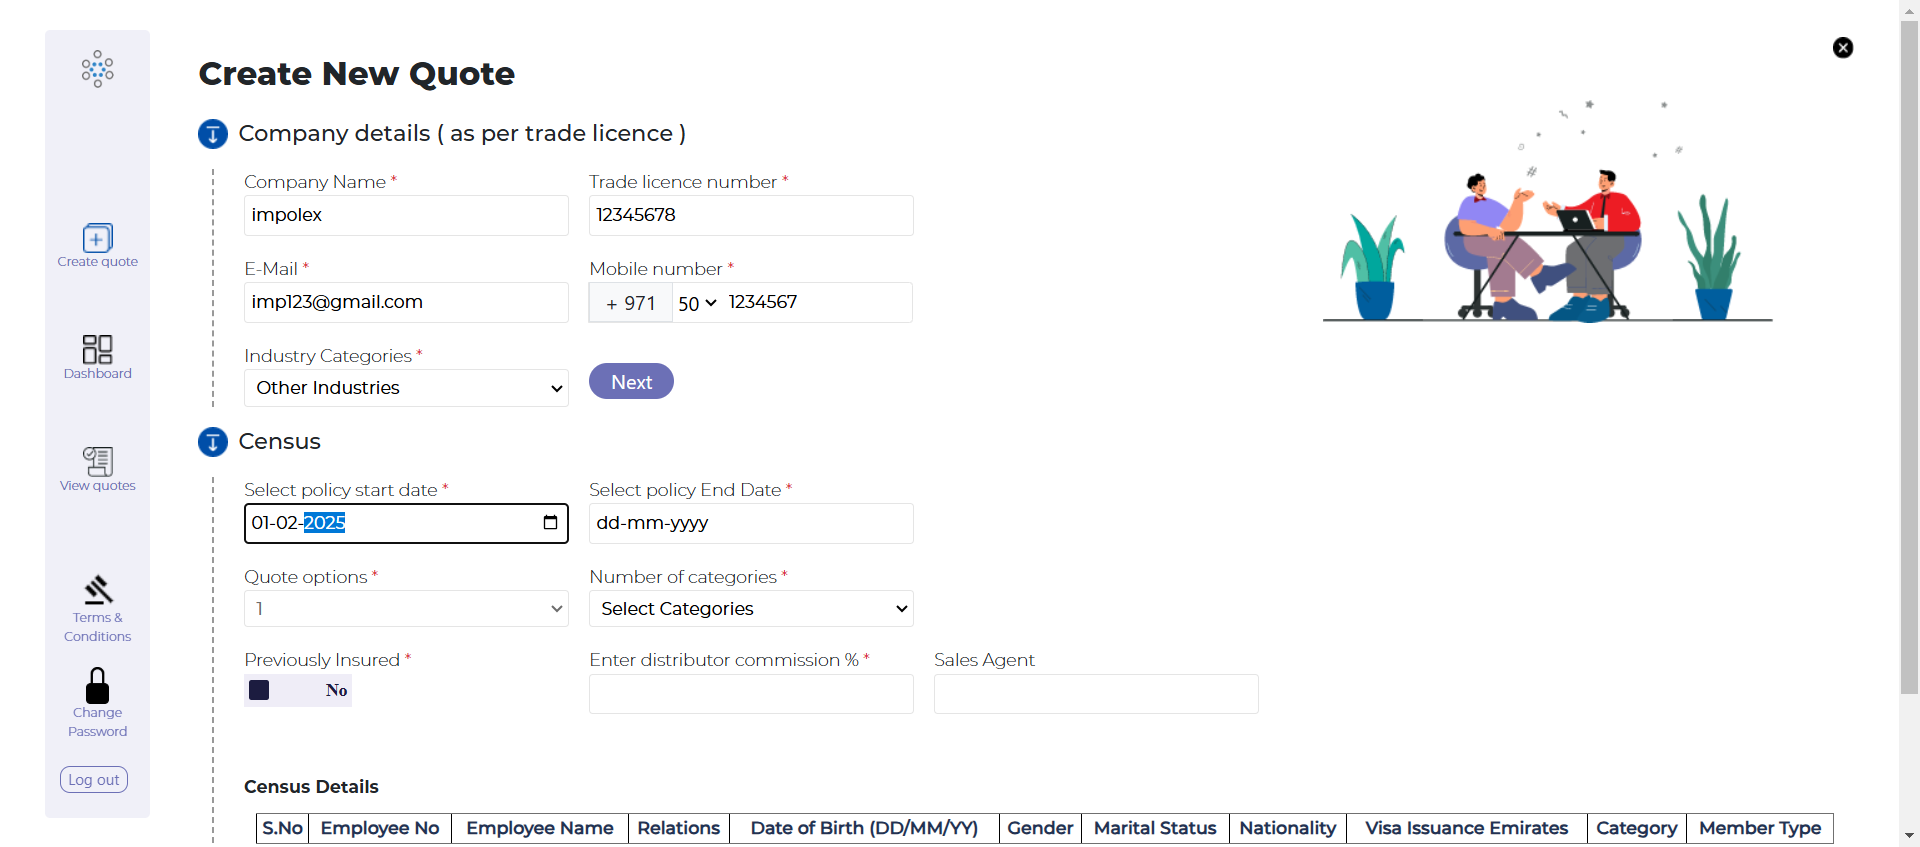 Create New Quote
Company details ( as per trade licence )
Company Name *
Trade licence number *
impolex
12345678
E-Mail *
Mobile number *
imp123@gmail.com
+ 971
50
1234567
Industry Categories *
Other Industries
Next
Census
Select policy start date *
Select policy End Date *
01-02-2025
dd-mm-yyyy
Quote options *
Number of categories *
1
Select Categories
Previously Insured *
Enter distributor commission % *
Sales Agent
No
Census Details
S.No
Employee No
Employee Name
Relations
Date of Birth (DD/MM/YY)
Gender
Marital Status
Nationality
Visa Issuance Emirates
Category
Member Type
Create quote
Dashboard
View quotes
Terms &
Conditions
Change
Password
Log out